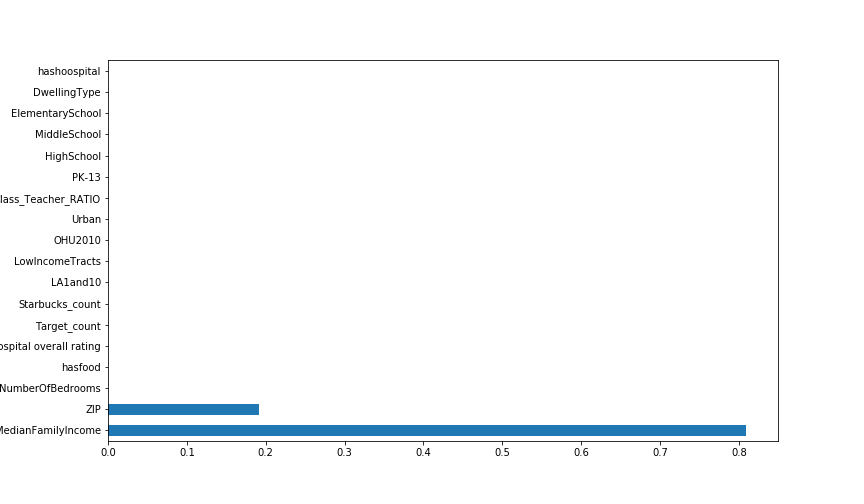 hashoospital
DwellingType
ElementarySchool
MiddleSchool
HighSchool
PK-13
lass_Teacher_RATIO
Urban
OHU2010
LowIncomeTracts
LA1and10
Starbucks_count
Target_count
ospital overall rating
hasfood
NumberOfBedrooms
ZIP
MedianFamilyIncome
0.0 0.1 0.2 0.3 0.4 0.5 0.6 0.7 0.8